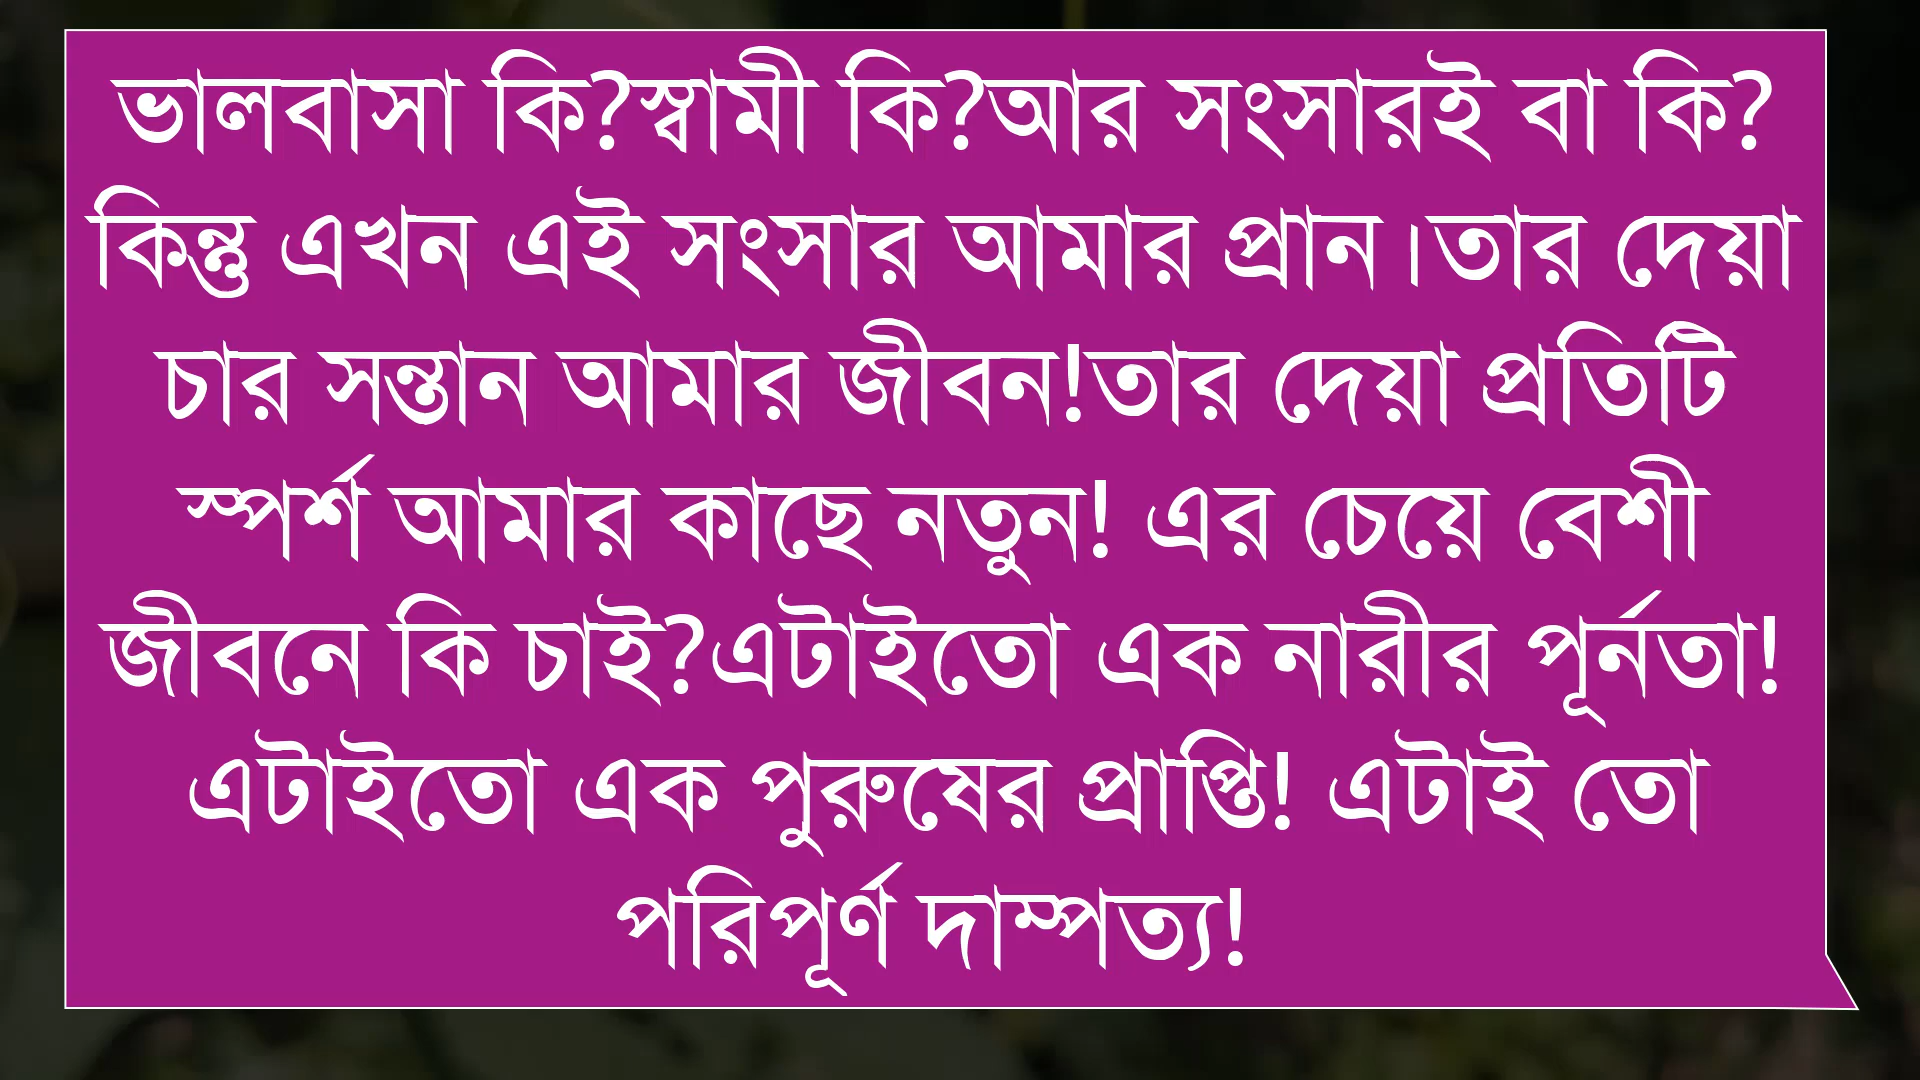 ভালবাসা কি?স্বামী কি?আর সংসারই বা কি?
কিন্তু এখন এই সংসার আমার প্রান।তার দেয়া
চার সন্তান আমার জীবন!তার দেয়া প্রতিটি
স্পর্শ আমার কাছে নতুন! এর চেয়ে বেশী
জীবনে কি চাই?এটাইতো এক নারীর পূর্নতা!
এটাইতো এক পুরুষের প্রাপ্তি! এটাই তো
পরিপূর্ণ দাম্পত্য!